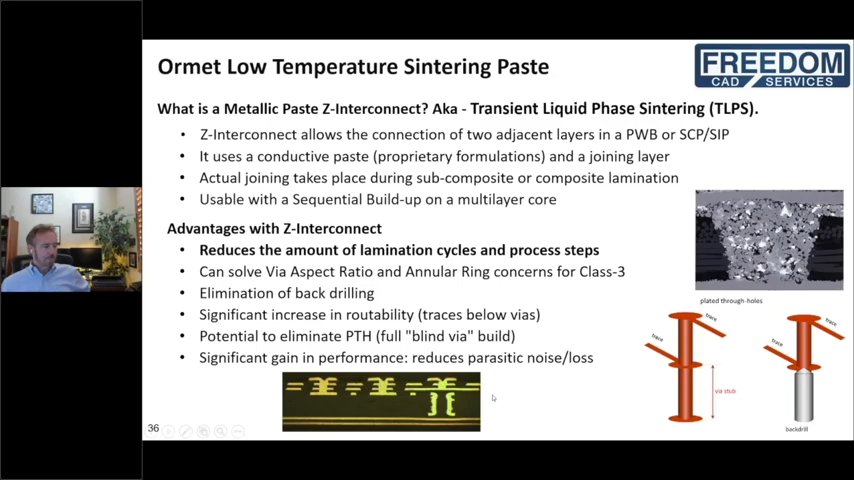 Ormet Low Temperature Sintering Paste
FREEDOM
CAD SERVICES
What is a Metallic Paste Z-Interconnect? Aka - Transient Liquid Phase Sintering (TLPS).
• Z-Interconnect allows the connection of two adjacent layers in a PWB or SCP/SIP
• It uses a conductive paste (proprietary formulations) and a joining layer
• Actual joining takes place during sub-composite or composite lamination
• Usable with a Sequential Build-up on a multilayer core
Advantages with Z-Interconnect
• Reduces the amount of lamination cycles and process steps
• Can solve Via Aspect Ratio and Annular Ring concerns for Class-3
• Elimination of back drilling
• Significant increase in routability (traces below vias)
• Potential to eliminate PTH (full "blind via" build)
• Significant gain in performance: reduces parasitic noise/loss
plated through-holes
trace
trace
trace
trace
via stub
backdrill
36